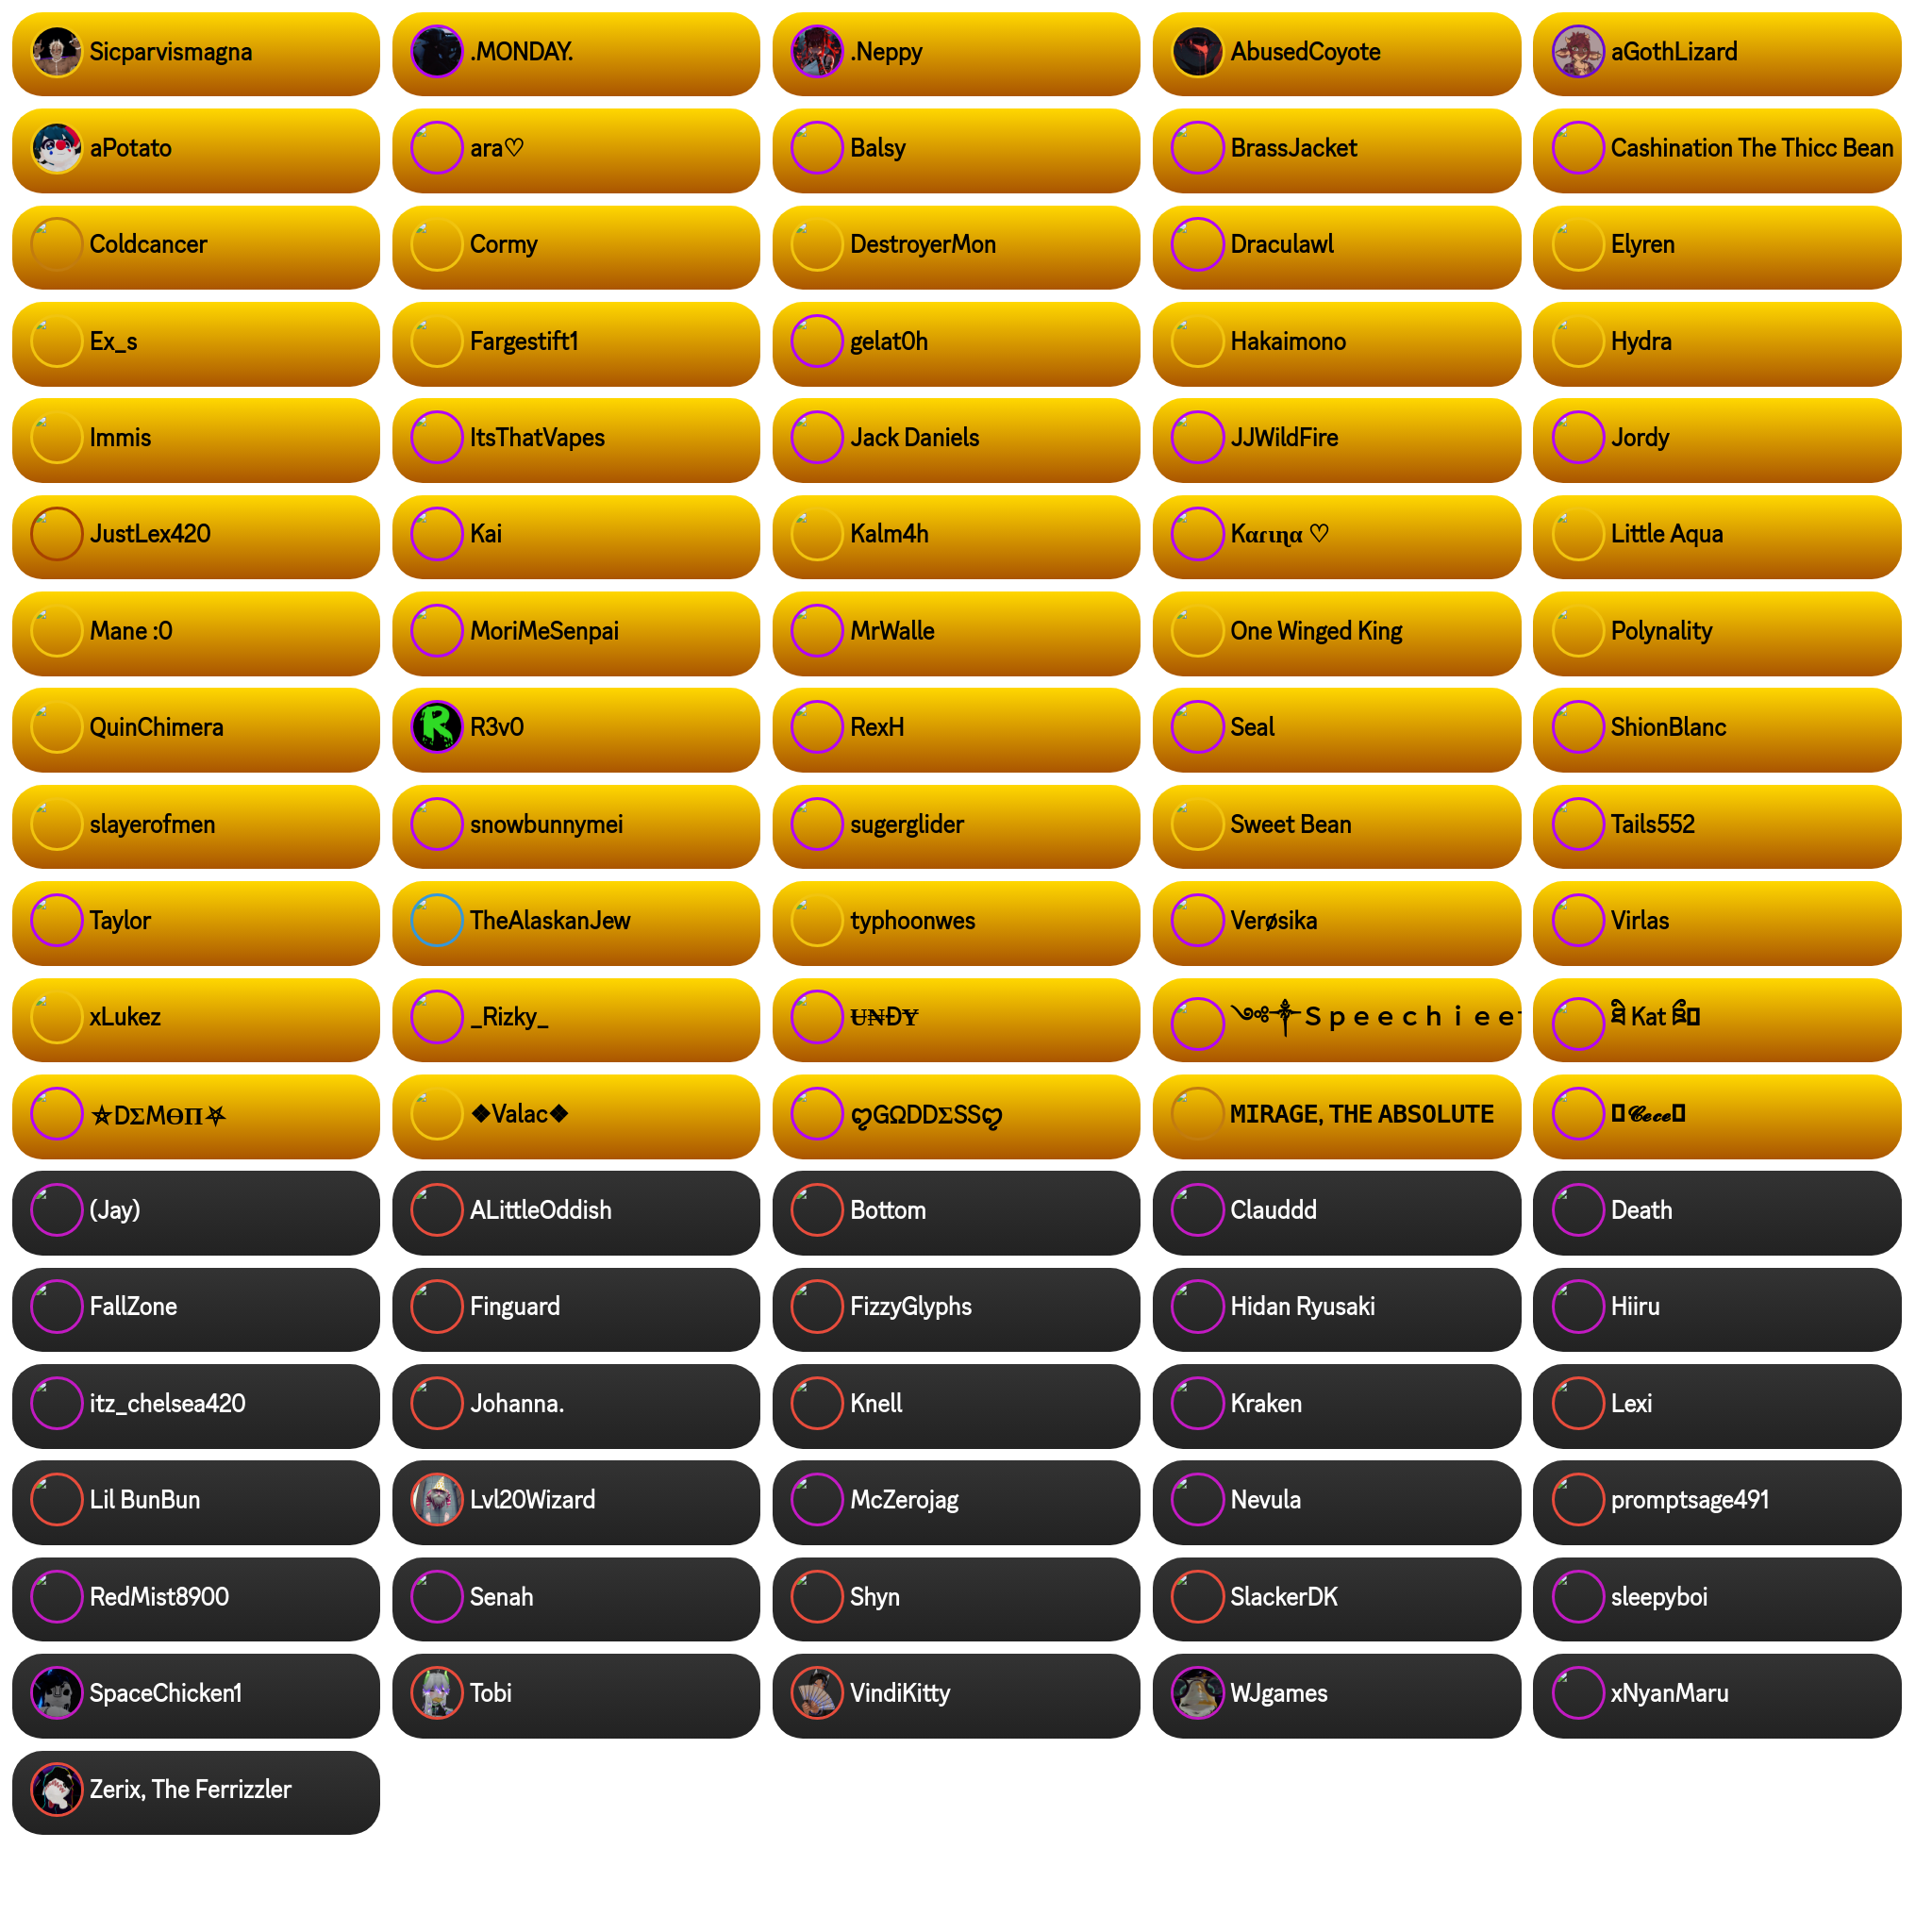 Sicparvismagna
.MONDAY.
.Neppy
AbusedCoyote
aGothLizard
aPotato
ara♡
Balsy
BrassJacket
Cashination The Thicc Bean
Coldcancer
Cormy
DestroyerMon
Draculawl
Elyren
Ex_s
Fargestift1
gelat0h
Hakaimono
Hydra
Immis
ItsThatVapes
Jack Daniels
JJWildFire
Jordy
JustLex420
Kai
Kalm4h
Kαɾιɳα ♡
Little Aqua
Mane :0
MoriMeSenpai
MrWalle
One Winged King
Polynality
QuinChimera
R3v0
RexH
Seal
ShionBlanc
slayerofmen
snowbunnymei
sugerglider
Sweet Bean
Tails552
Taylor
TheAlaskanJew
typhoonwes
Verøsika
Virlas
xLukez
_Rizky_
Ʉ₦ĐɎ
༺༒Ｓｐｅｅｃｈｉｅｅ
Kat
⛤DΣMӨΠ⛧
❖Valac❖
ღGΩDDΣSSღ
MIRAGE, THE ABSOLUTE
𝓒𝓮𝓬𝓮
(Jay)
ALittleOddish
Bottom
Clauddd
Death
FallZone
Finguard
FizzyGlyphs
Hidan Ryusaki
Hiiru
itz_chelsea420
Johanna.
Knell
Kraken
Lexi
Lil BunBun
Lvl20Wizard
McZerojag
Nevula
promptsage491
RedMist8900
Senah
Shyn
SlackerDK
sleepyboi
SpaceChicken1
Tobi
VindiKitty
WJgames
xNyanMaru
Zerix, The Ferrizzler